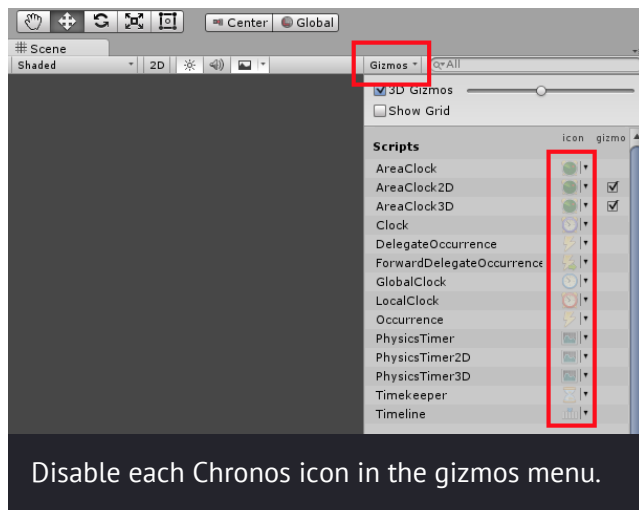 Center Global
# Scene
Shaded 2D Gizmos All
3D Gizmos
Show Grid
Scripts icon gizmo
AreaClock
AreaClock2D
AreaClock3D
Clock
DelegateOccurrence
ForwardDelegateOccurrence
GlobalClock
LocalClock
Occurrence
PhysicsTimer
PhysicsTimer2D
PhysicsTimer3D
Timekeeper
Timeline
Disable each Chronos icon in the gizmos menu.